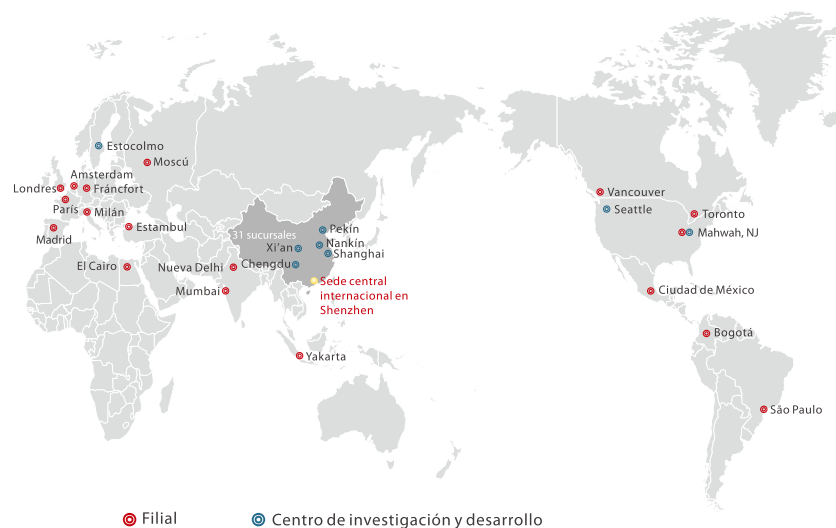 Estocolmo
Moscú
Amsterdam
Londres
Fráncfort
París
Milán
Madrid
Estambul
El Cairo
Nueva Delhi
Mumbai
31 sucursales
Pekín
Nankín
Xi'an
Shanghai
Chengdu
Sede central
internacional en
Shenzhen
Yakarta
Vancouver
Seattle
Toronto
Mahwah, NJ
Ciudad de México
Bogotá
São Paulo
Filial
Centro de investigación y desarrollo